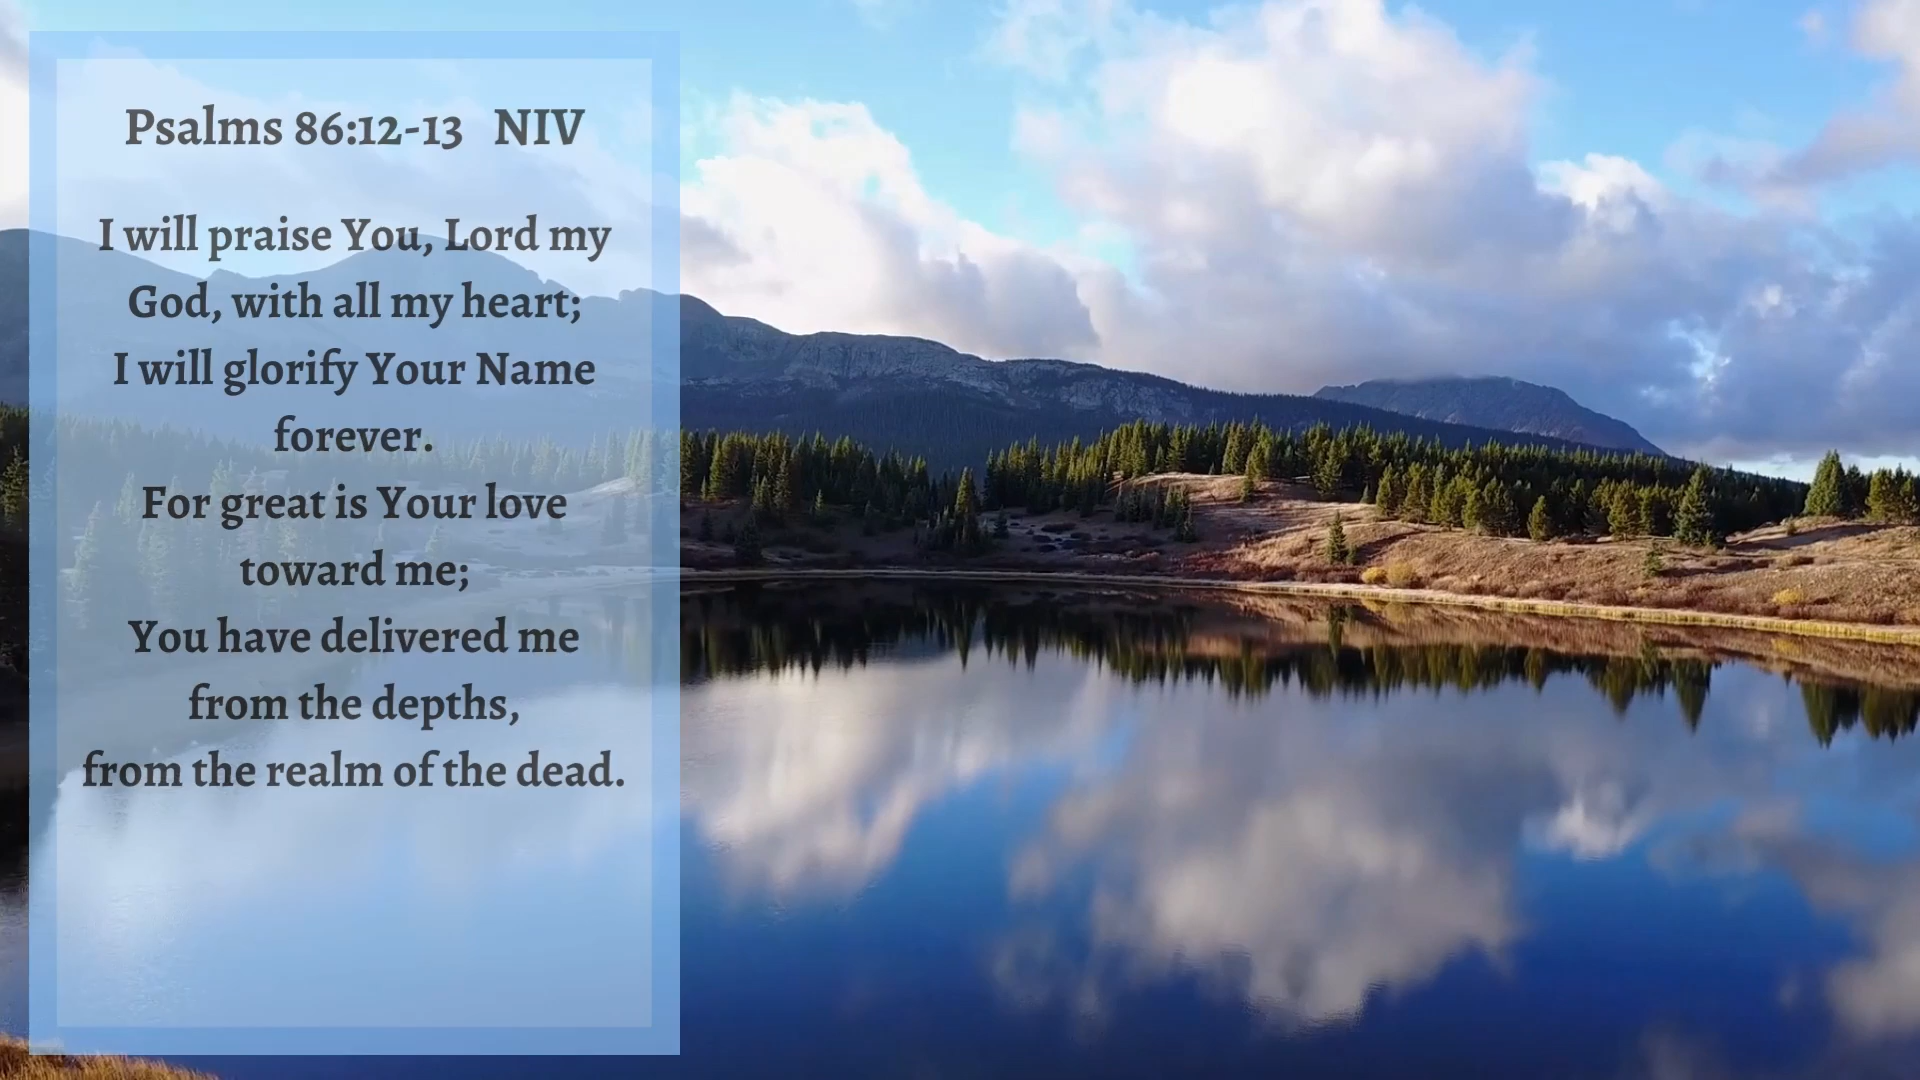 Psalms 86:12-13 NIV
I will praise You, Lord my
God, with all my heart;
I will glorify Your Name
forever.
For great is Your love
toward me;
You have delivered me
from the depths,
from the realm of the dead.